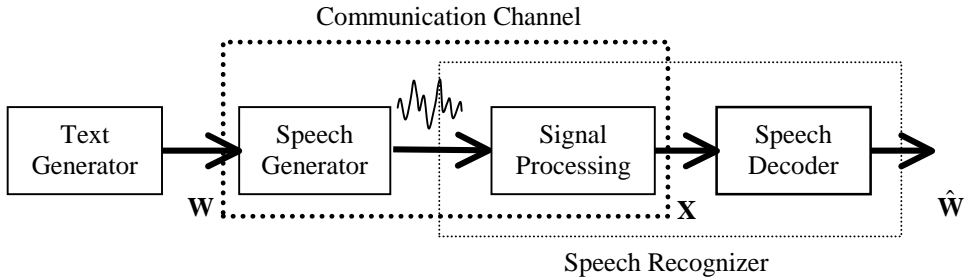 Communication Channel
Text
Generator
Speech
Generator
Signal
Processing
Speech
Decoder
W
X
Ŵ
Speech Recognizer